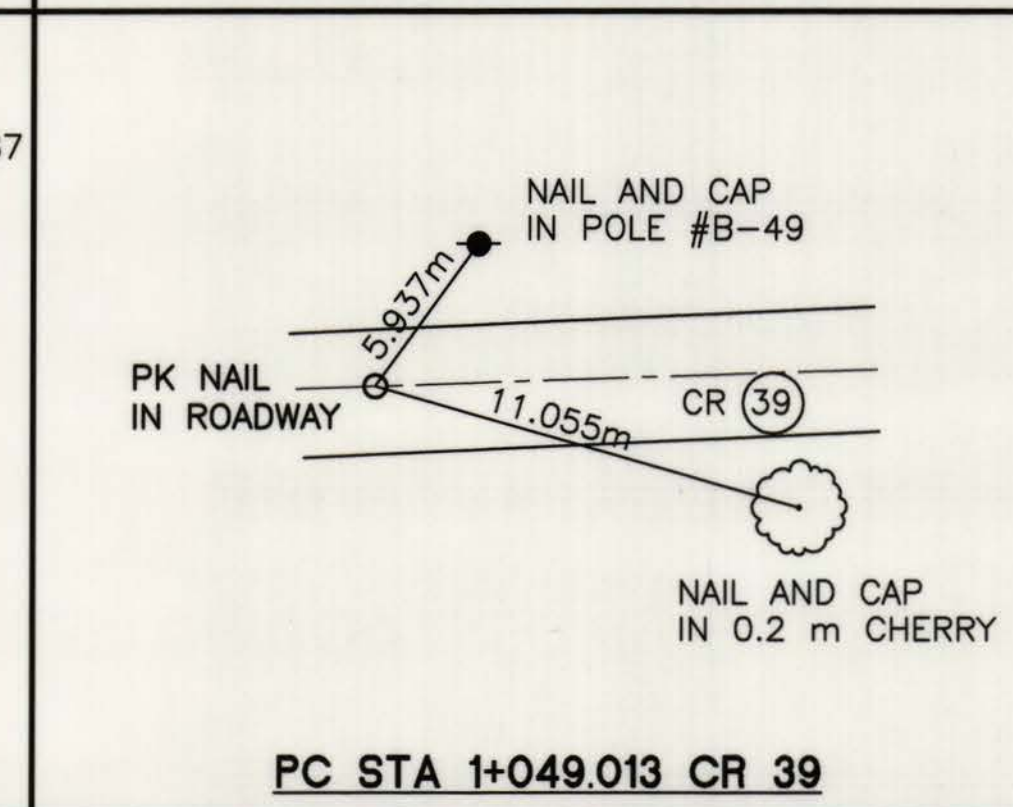 NAIL AND CAP
IN POLE #B-49
5.937m
PK NAIL
IN ROADWAY
11.055m
CR 39
NAIL AND CAP
IN 0.2 m CHERRY
PC STA 1+049.013 CR 39